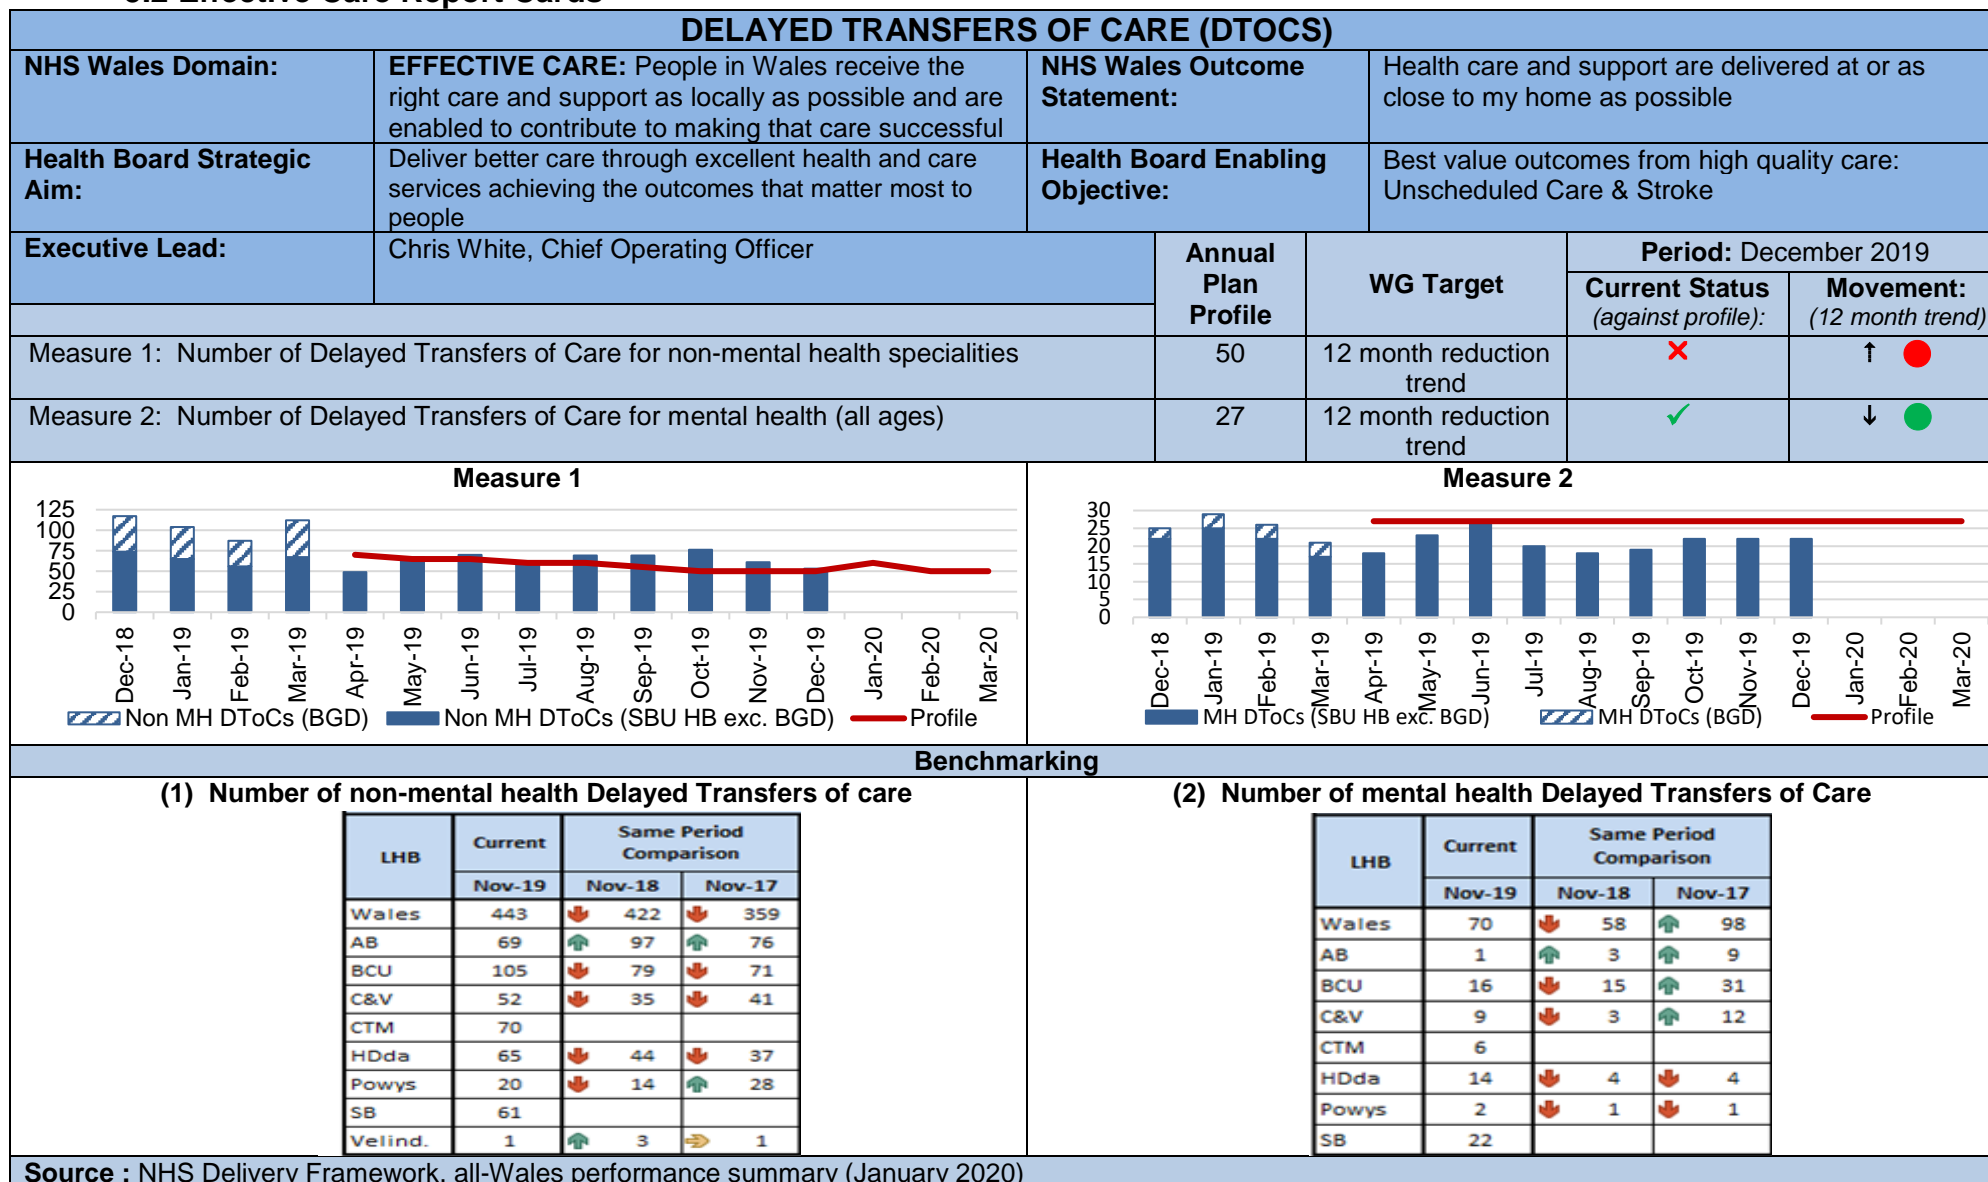 DELAYED TRANSFERS OF CARE (DTOCS)
NHS Wales Domain:
EFFECTIVE CARE: People in Wales receive the
right care and support as locally as possible and are
enabled to contribute to making that care successful
NHS Wales Outcome
Statement:
Health care and support are delivered at or as
close to my home as possible
Health Board Strategic
Aim:
Deliver better care through excellent health and care
services achieving the outcomes that matter most to
people
Health Board Enabling
Objective:
Best value outcomes from high quality care:
Unscheduled Care & Stroke
Executive Lead:
Chris White, Chief Operating Officer
Annual
Plan
Profile
WG Target
Period: December 2019
Current Status
(against profile):
Movement:
(12 month trend)
Measure 1: Number of Delayed Transfers of Care for non-mental health specialities
50
12 month reduction
trend
✕
↑
Measure 2: Number of Delayed Transfers of Care for mental health (all ages)
27
12 month reduction
trend
✓
↓
Measure 1
125
100
75
50
25
0
Dec-18
Jan-19
Feb-19
Mar-19
Apr-19
May-19
Jun-19
Jul-19
Aug-19
Sep-19
Oct-19
Nov-19
Dec-19
Jan-20
Feb-20
Mar-20
Non MH DToCs (BGD) Non MH DToCs (SBU HB exc. BGD) Profile
Measure 2
30
25
20
15
10
5
0
Dec-18
Jan-19
Feb-19
Mar-19
Apr-19
May-19
Jun-19
Jul-19
Aug-19
Sep-19
Oct-19
Nov-19
Dec-19
Jan-20
Feb-20
Mar-20
MH DToCs (SBU HB exc. BGD) MH DToCs (BGD) Profile
Benchmarking
(1) Number of non-mental health Delayed Transfers of care
LHB
Current
Same Period
Comparison
Nov-19 Nov-18 Nov-17
Wales 443 422 359
AB 69 97 76
BCU 105 79 71
C&V 52 35 41
CTM 70
HDda 65 44 37
Powys 20 14 28
SB 61
Velind. 1 3 1
(2) Number of mental health Delayed Transfers of Care
LHB
Current
Same Period
Comparison
Nov-19 Nov-18 Nov-17
Wales 70 58 98
AB 1 3 9
BCU 16 15 31
C&V 9 3 12
CTM 6
HDda 14 4 4
Powys 2 1 1
SB 22
Source : NHS Delivery Framework, all-Wales performance summary (January 2020)